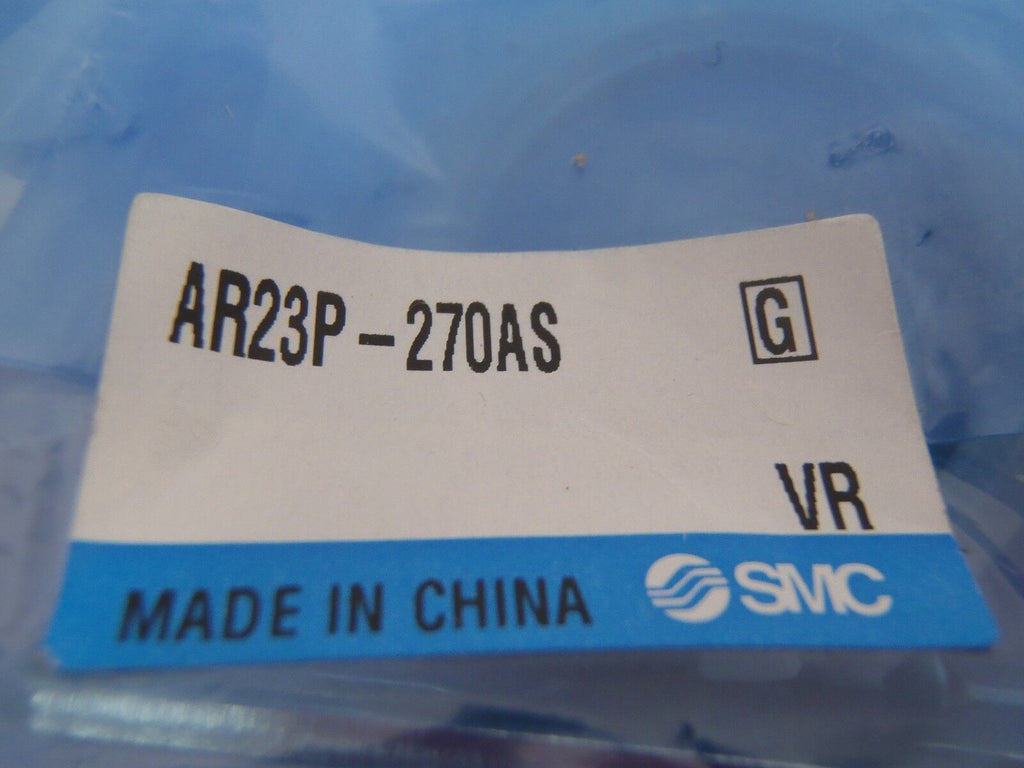 AR23P-270AS G
VR
MADE IN CHINA SMC